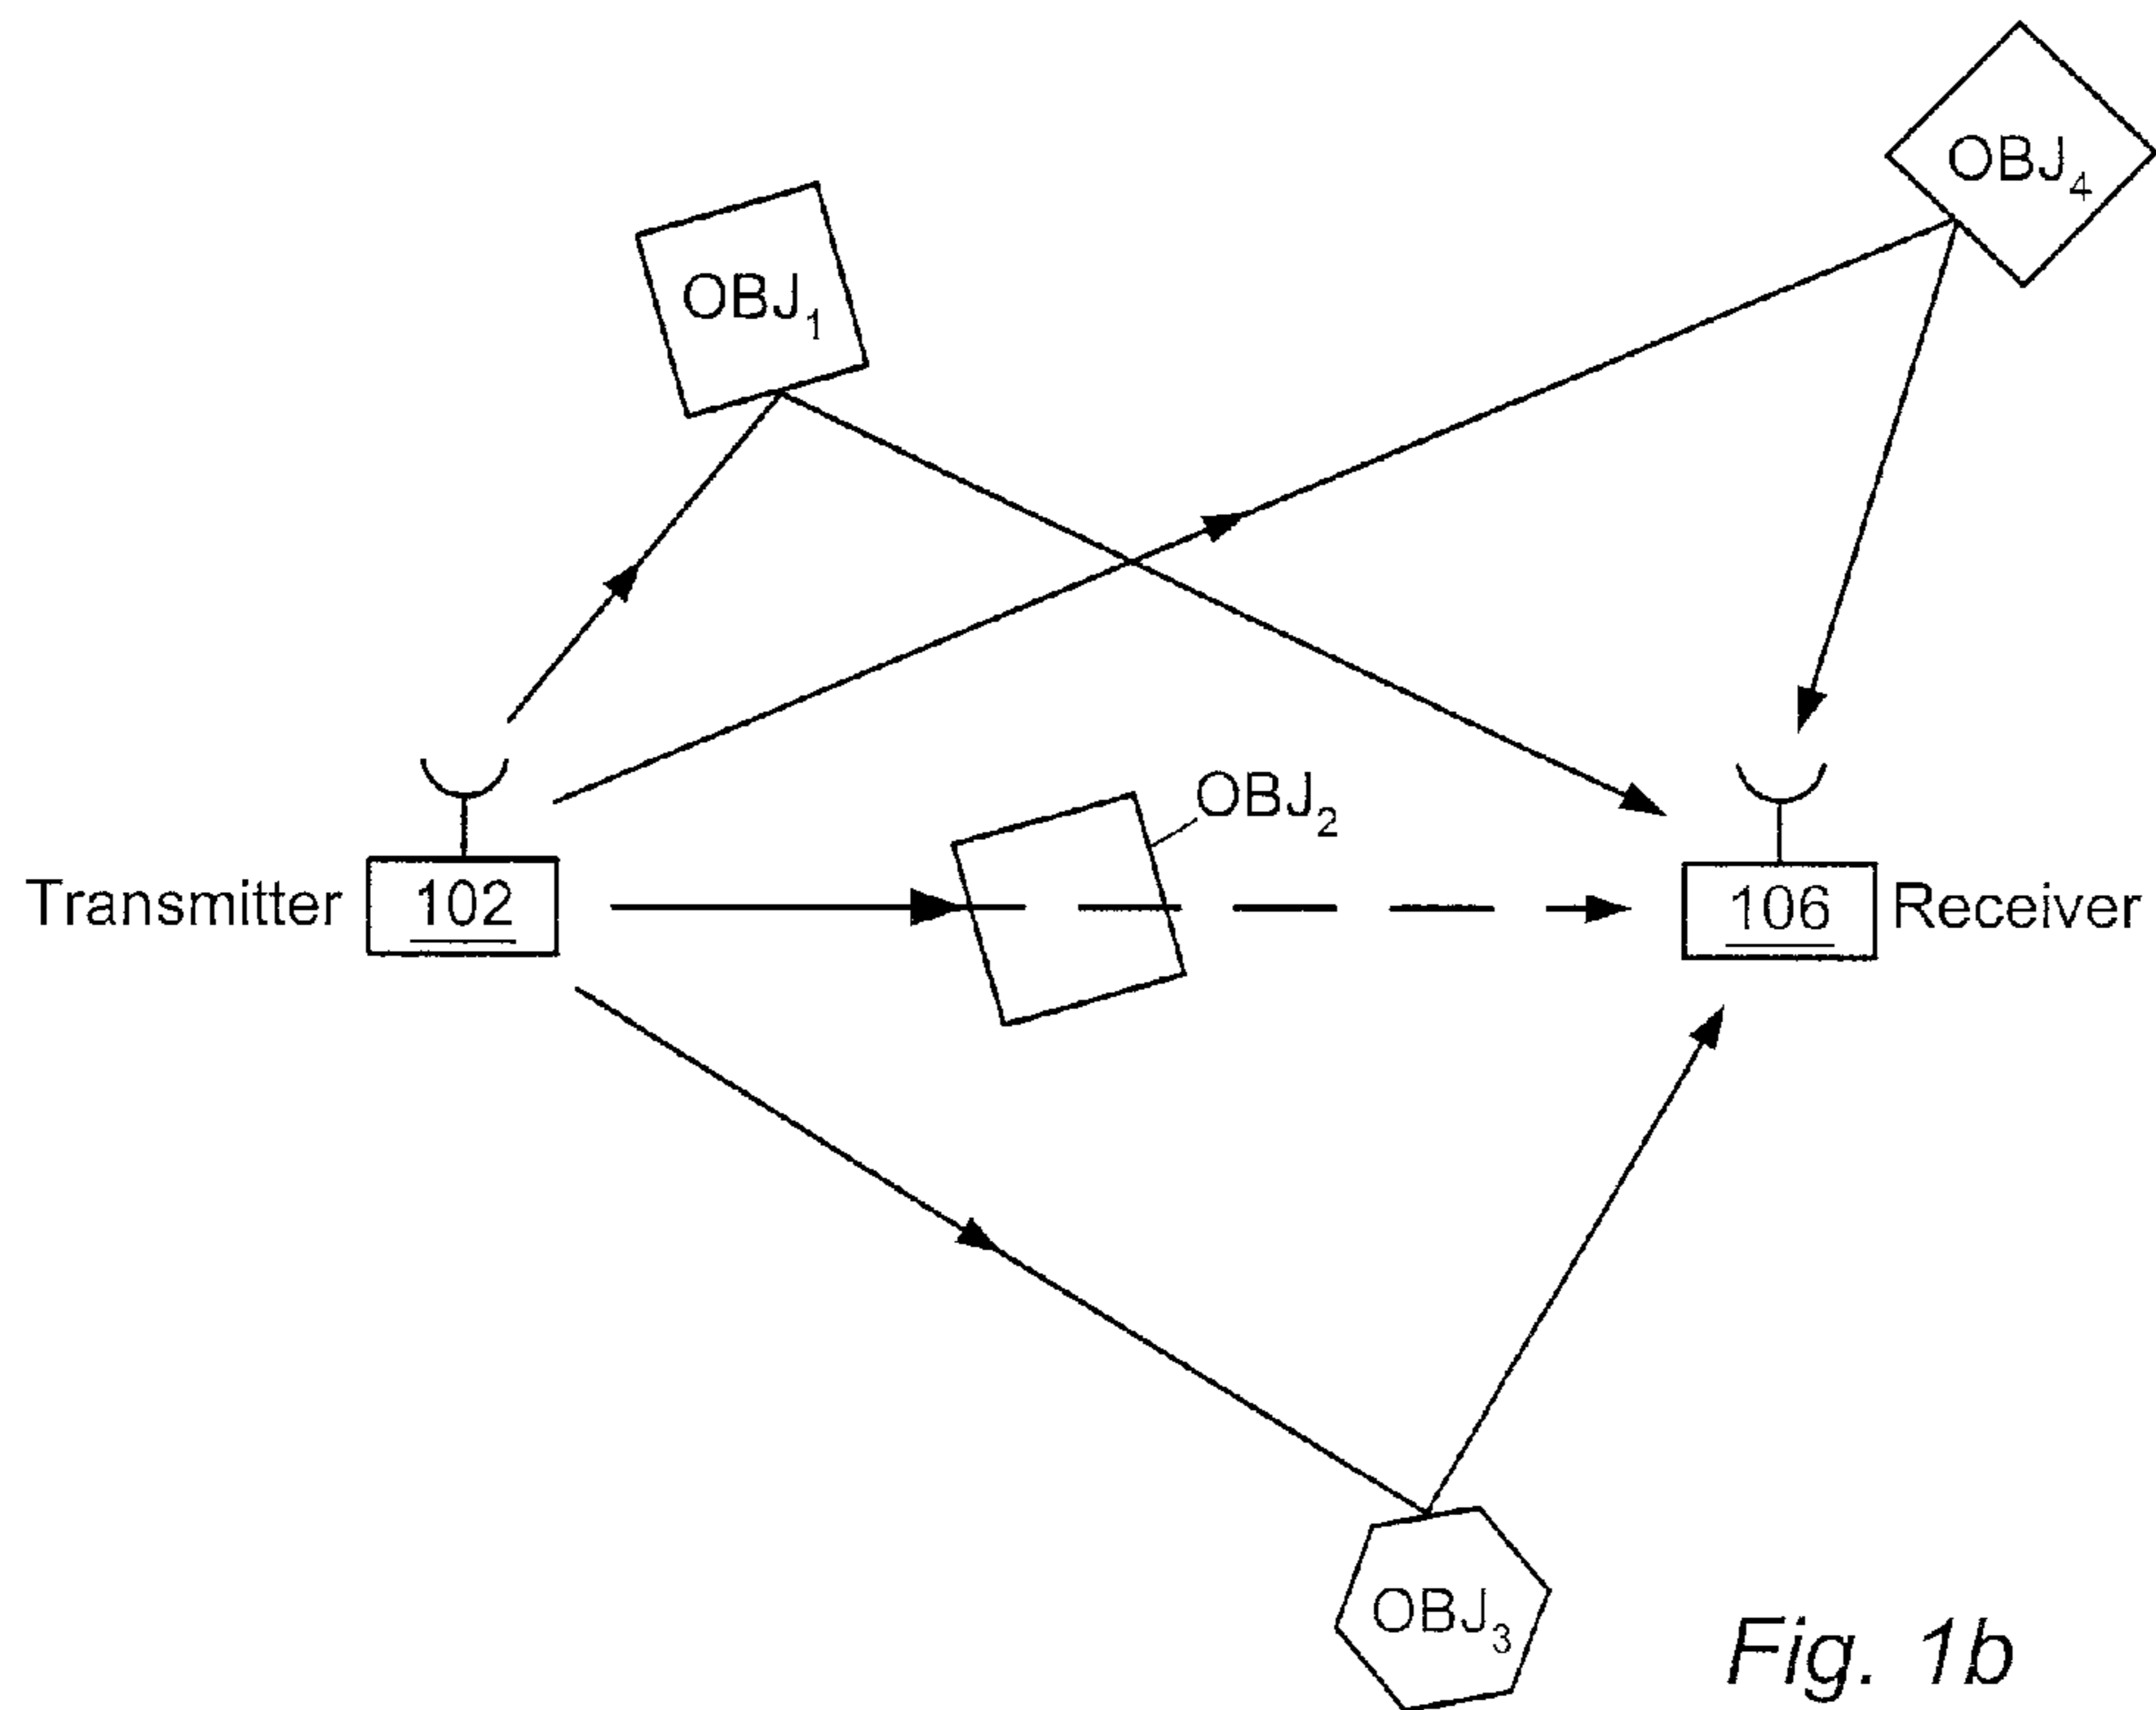 OBJ4
OBJ1
OBJ2
Transmitter 102
106 Receiver
OBJ3
Fig. 1b